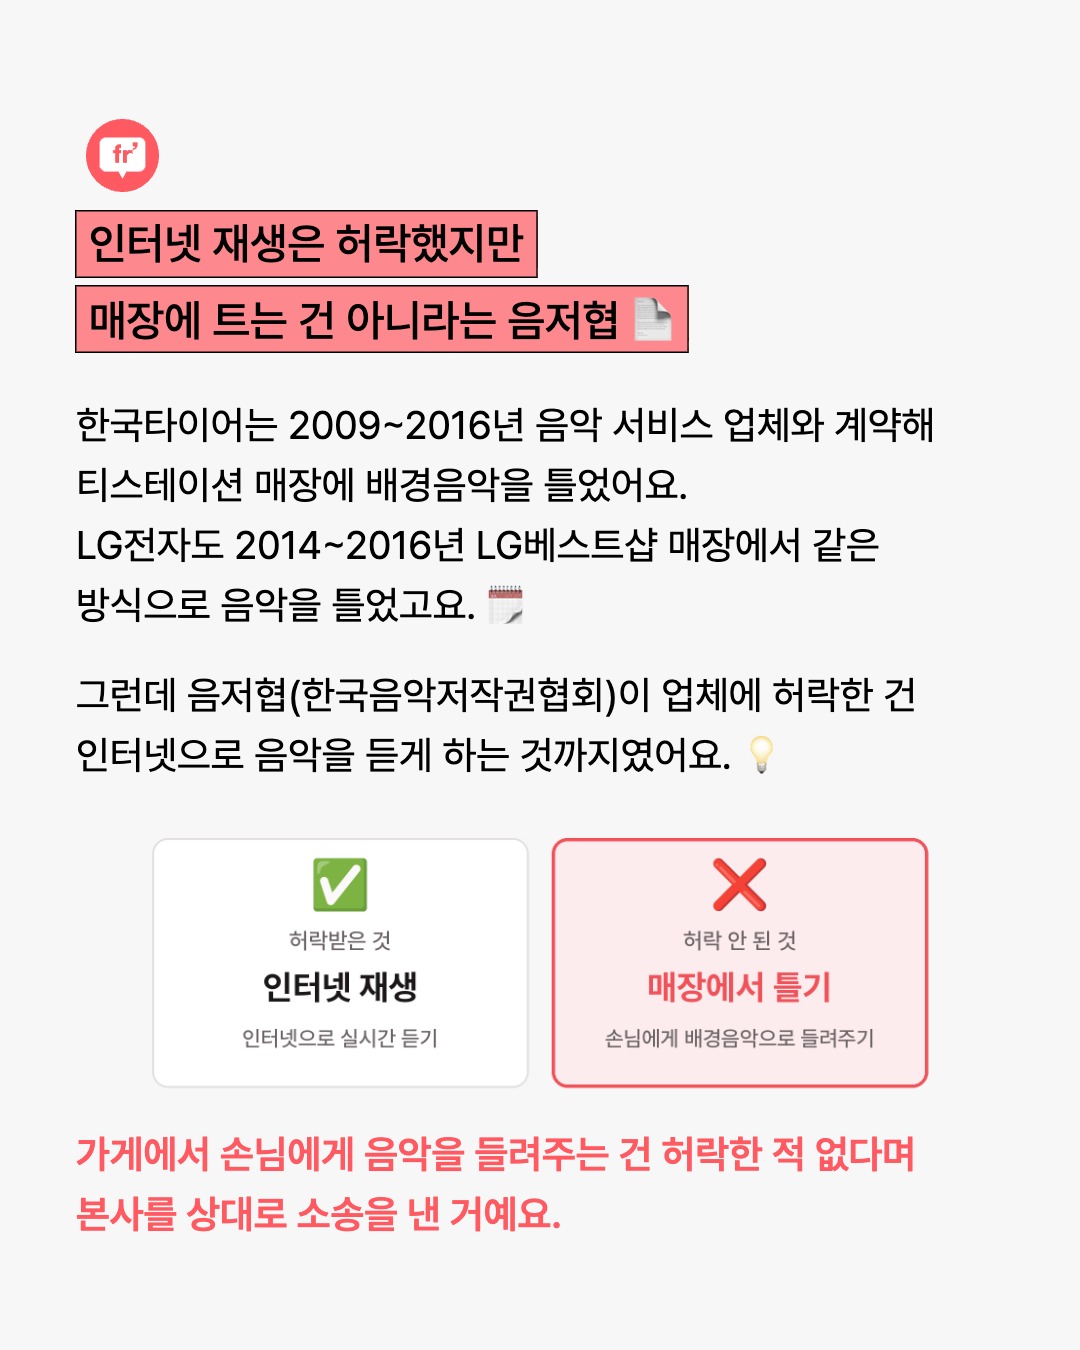 fr’
인터넷 재생은 허락했지만
매장에 트는 건 아니라는 음저협
한국타이어는 2009~2016년 음악 서비스 업체와 계약해
티스테이션 매장에 배경음악을 틀었어요.
LG전자도 2014~2016년 LG베스트샵 매장에서 같은
방식으로 음악을 틀었고요.
그런데 음저협(한국음악저작권협회)이 업체에 허락한 건
인터넷으로 음악을 듣게 하는 것까지였어요.
허락받은 것
인터넷 재생
인터넷으로 실시간 듣기
허락 안 된 것
매장에서 틀기
손님에게 배경음악으로 들려주기
가게에서 손님에게 음악을 들려주는 건 허락한 적 없다며
본사를 상대로 소송을 낸 거예요.